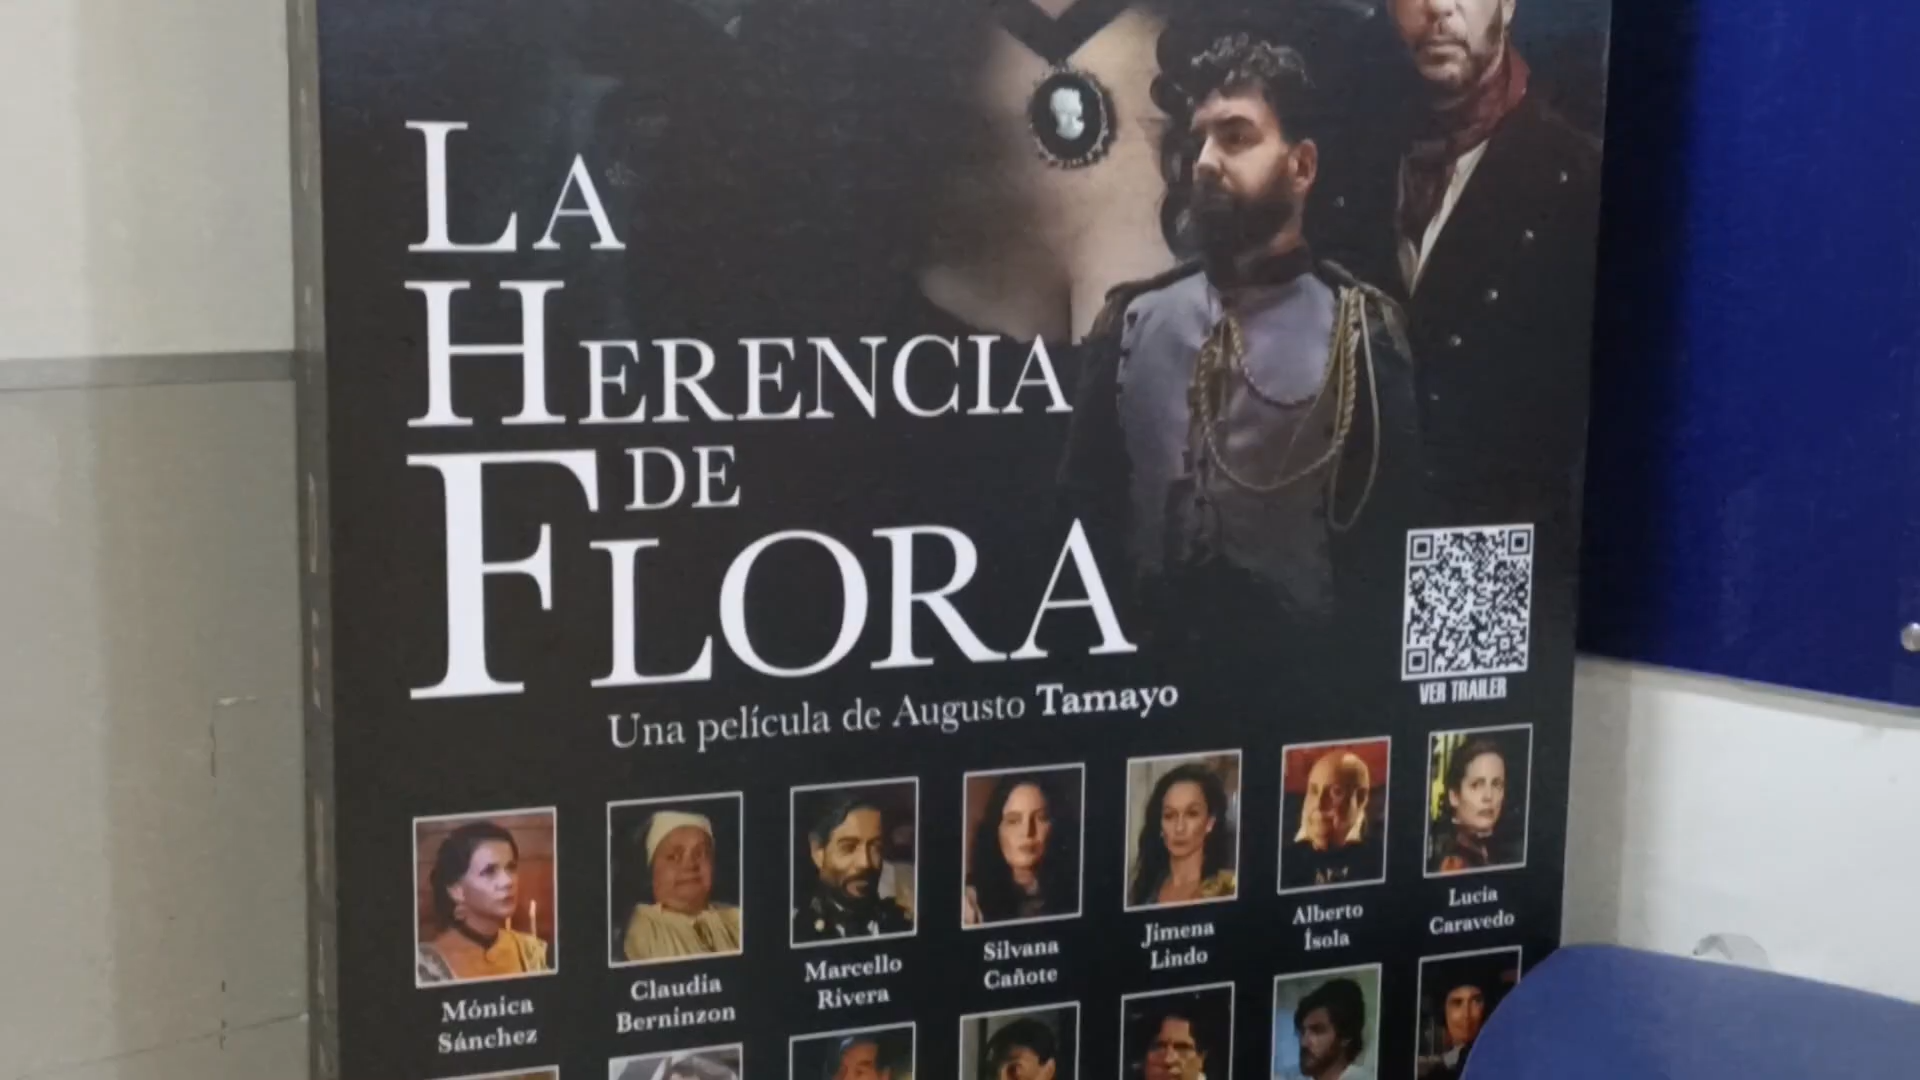 LA
HERENCIA
DE
FLORA
Una película de Augusto Tamayo
VER TRAILER
Mónica
Sánchez
Claudia
Berninzon
Marcello
Rivera
Silvana
Cañote
Jimena
Lindo
Alberto
Ísola
Lucia
Caravedo